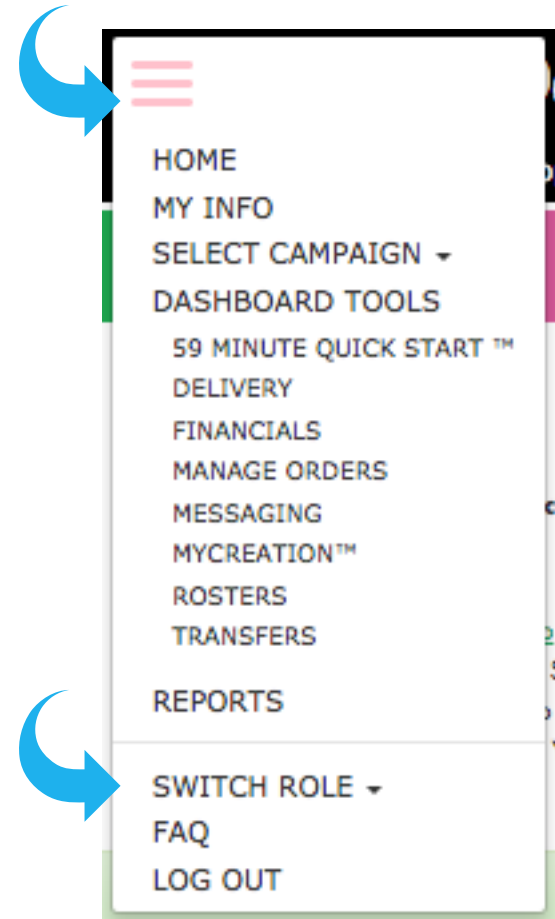 HOME
MY INFO
SELECT CAMPAIGN
DASHBOARD TOOLS
59 MINUTE QUICK START ™
DELIVERY
FINANCIALS
MANAGE ORDERS
MESSAGING
MYCREATION™
ROSTERS
TRANSFERS
REPORTS
SWITCH ROLE
FAQ
LOG OUT